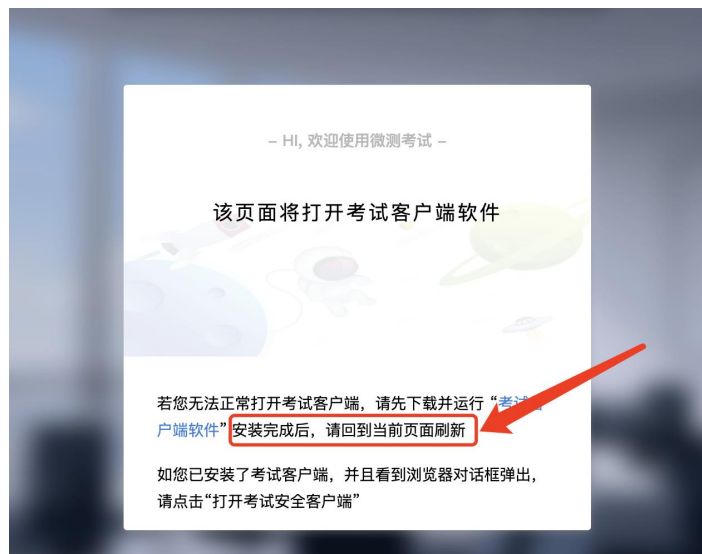 – HI, 欢迎使用微测考试 –
该页面将打开考试客户端软件
若您无法正常打开考试客户端，请先下载并运行 “考试客
户端软件” 安装完成后，请回到当前页面刷新
如您已安装了考试客户端，并且看到浏览器对话框弹出，
请点击“打开考试安全客户端”